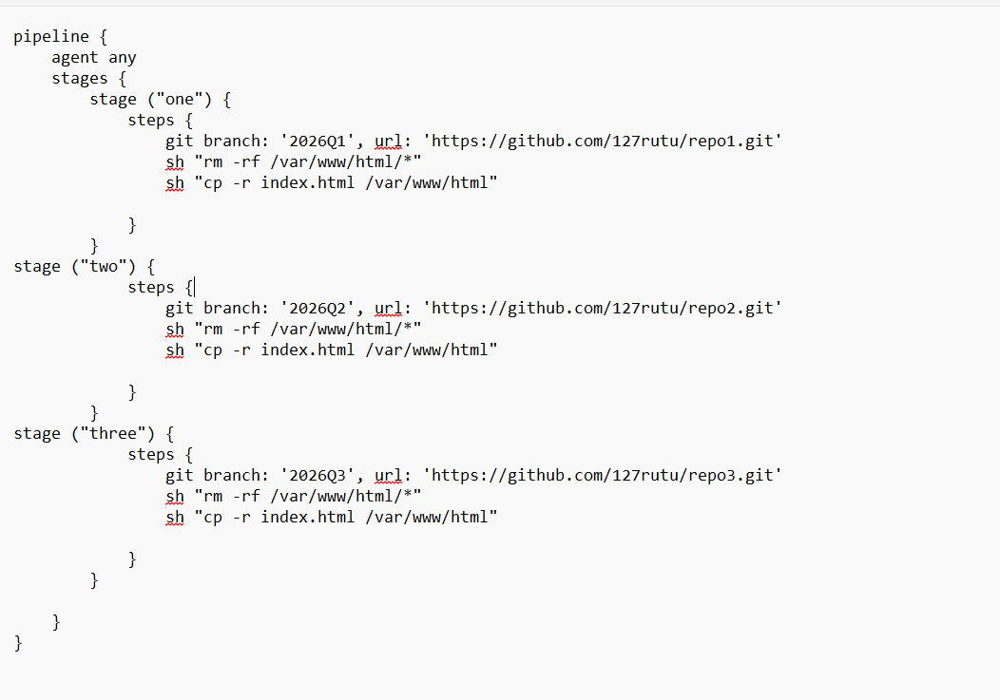 pipeline {
    agent any
    stages {
        stage ("one") {
            steps {
                git branch: '2026Q1', url: 'https://github.com/127rutu/repo1.git'
                sh "rm -rf /var/www/html/*"
                sh "cp -r index.html /var/www/html"

            }
        }
stage ("two") {
            steps {
                git branch: '2026Q2', url: 'https://github.com/127rutu/repo2.git'
                sh "rm -rf /var/www/html/*"
                sh "cp -r index.html /var/www/html"

            }
        }
stage ("three") {
            steps {
                git branch: '2026Q3', url: 'https://github.com/127rutu/repo3.git'
                sh "rm -rf /var/www/html/*"
                sh "cp -r index.html /var/www/html"

            }
        }

    }
}